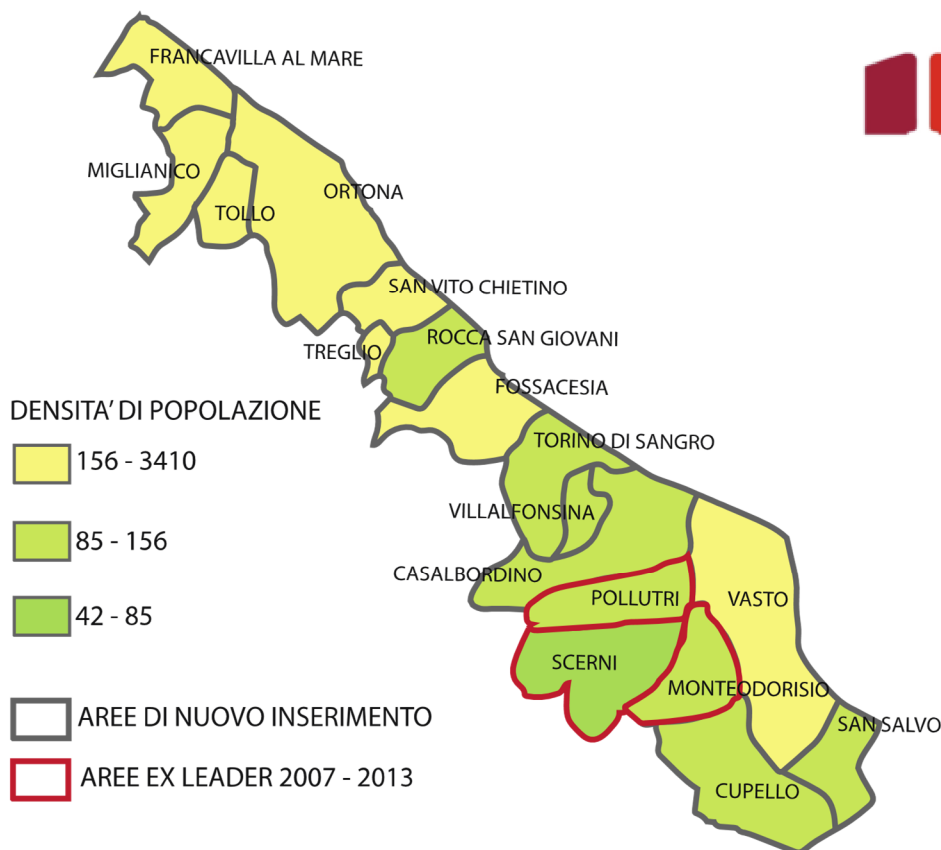 FRANCAVILLA AL MARE
MIGLIANICO
ORTONA
TOLLO
SAN VITO CHIETINO
ROCCA SAN GIOVANI
TREGLIO
FOSSACESIA
DENSITA' DI POPOLAZIONE
TORINO DI SANGRO
156 - 3410
VILLALFONSINA
85 - 156
CASALBORDINO
POLLUTRI
VASTO
42 - 85
SCERNI
MONTEODORISIO
AREE DI NUOVO INSERIMENTO
SAN SALVO
AREE EX LEADER 2007 - 2013
CUPELLO